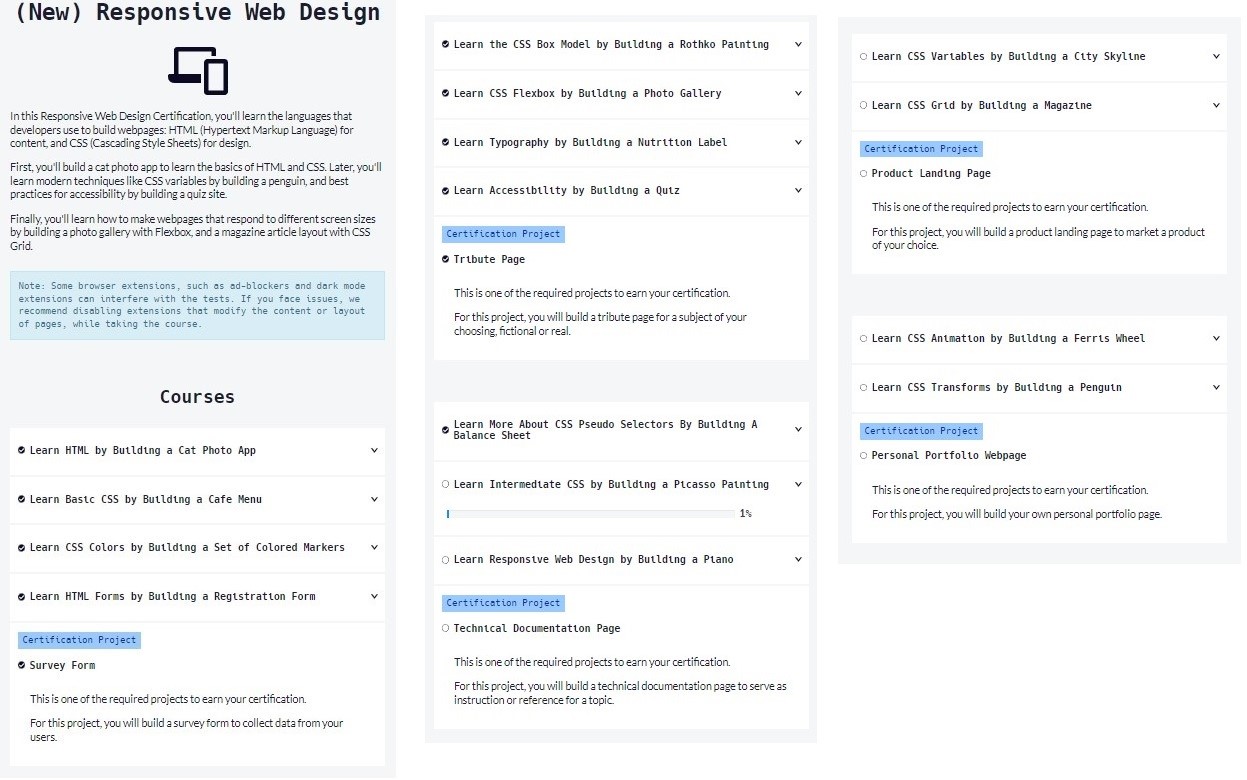 (New) Responsive Web Design
In this Responsive Web Design Certification, you'll learn the languages that
developers use to build webpages: HTML (Hypertext Markup Language) for
content, and CSS (Cascading Style Sheets) for design.
First, you'll build a cat photo app to learn the basics of HTML and CSS. Later, you'll
learn modern techniques like CSS variables by building a penguin, and best
practices for accessibility by building a quiz site.
Finally, you'll learn how to make webpages that respond to different screen sizes
by building a photo gallery with Flexbox, and a magazine article layout with CSS
Grid.
Note: Some browser extensions, such as ad-blockers and dark mode
extensions can interfere with the tests. If you face issues, we
recommend disabling extensions that modify the content or layout
of pages, while taking the course.
Courses
Learn HTML by Building a Cat Photo App
Learn Basic CSS by Building a Cafe Menu
Learn CSS Colors by Building a Set of Colored Markers
Learn HTML Forms by Building a Registration Form
Certification Project
Survey Form
This is one of the required projects to earn your certification.
For this project, you will build a survey form to collect data from your
users.
Learn the CSS Box Model by Building a Rothko Painting
Learn CSS Flexbox by Building a Photo Gallery
Learn Typography by Building a Nutrition Label
Learn Accessibility by Building a Quiz
Certification Project
Tribute Page
This is one of the required projects to earn your certification.
For this project, you will build a tribute page for a subject of your
choosing, fictional or real.
Learn More About CSS Pseudo Selectors By Building A
Balance Sheet
Learn Intermediate CSS by Building a Picasso Painting
1%
Learn Responsive Web Design by Building a Piano
Certification Project
Technical Documentation Page
This is one of the required projects to earn your certification.
For this project, you will build a technical documentation page to serve as
instruction or reference for a topic.
Learn CSS Variables by Building a City Skyline
Learn CSS Grid by Building a Magazine
Certification Project
Product Landing Page
This is one of the required projects to earn your certification.
For this project, you will build a product landing page to market a product
of your choice.
Learn CSS Animation by Building a Ferris Wheel
Learn CSS Transforms by Building a Penguin
Certification Project
Personal Portfolio Webpage
This is one of the required projects to earn your certification.
For this project, you will build your own personal portfolio page.